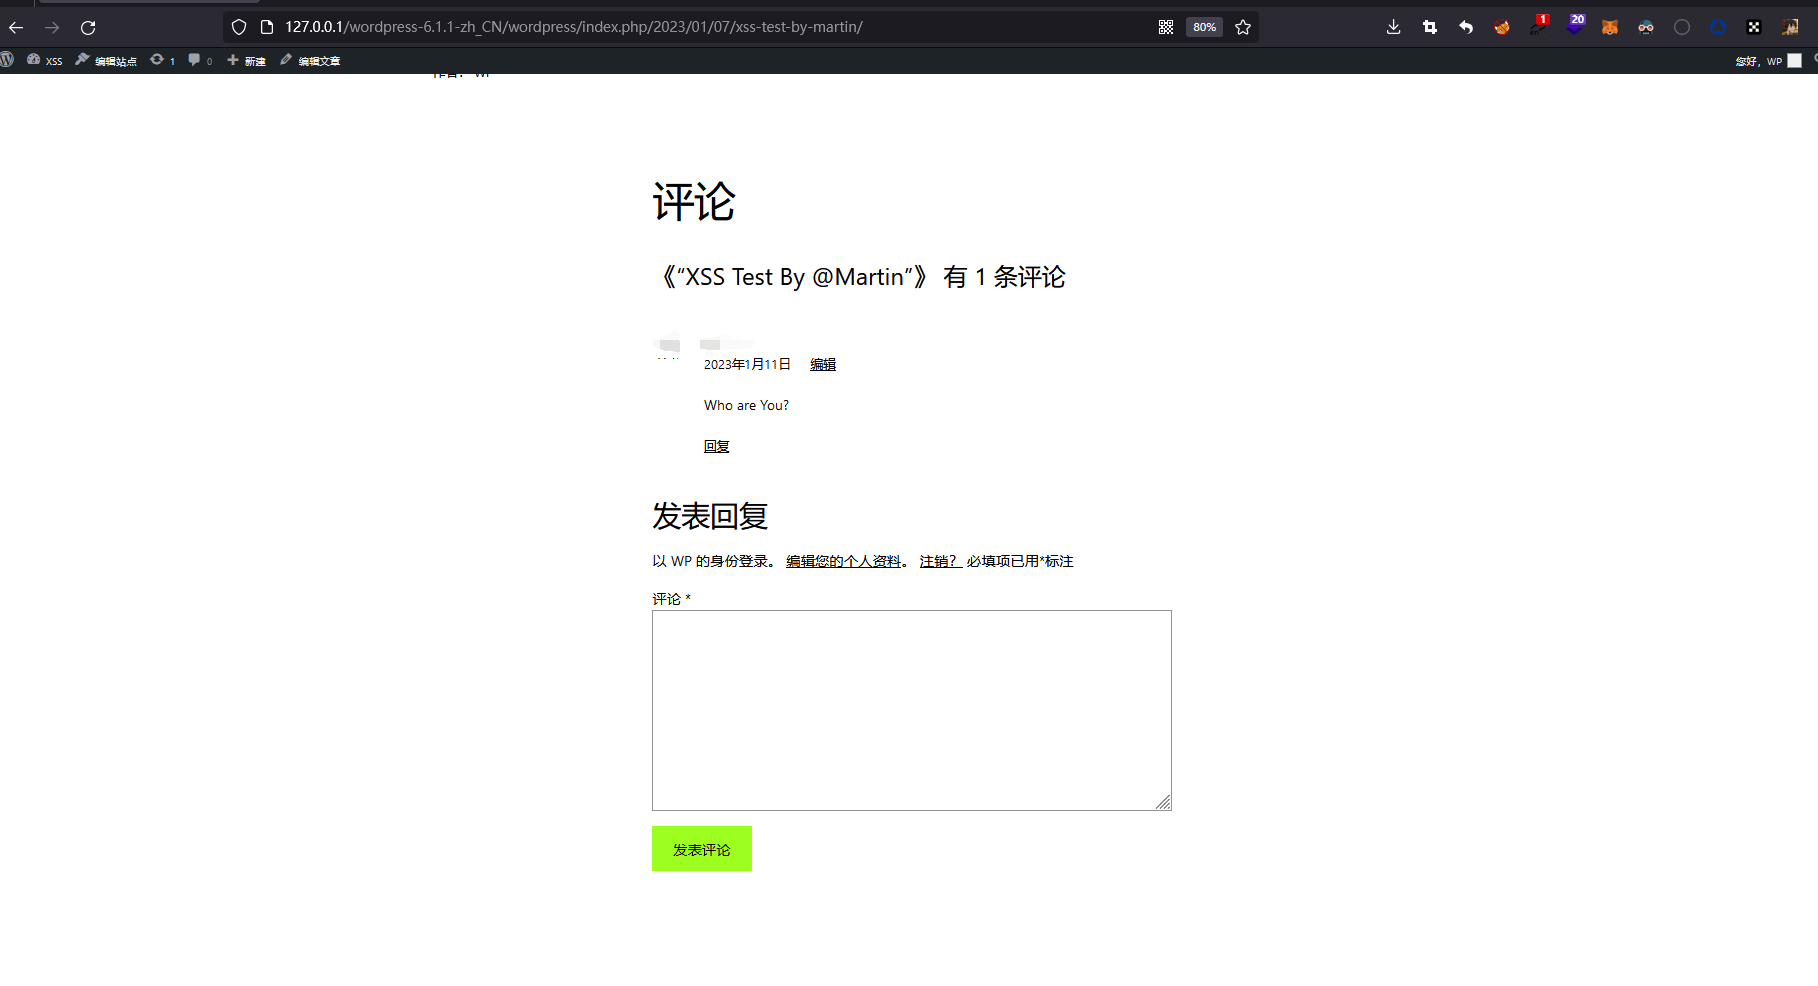 127.0.0.1/wordpress-6.1.1-zh_CN/wordpress/index.php/2023/01/07/xss-test-by-martin/
80%
1
20
XSS
编辑站点
1
0
新建
编辑文章
您好，WP
评论
《“XSS Test By @Martin”》 有 1 条评论
2023年1月11日
编辑
Who are You?
回复
发表回复
以 WP 的身份登录。 编辑您的个人资料。 注销？ 必填项已用*标注
评论 *
发表评论